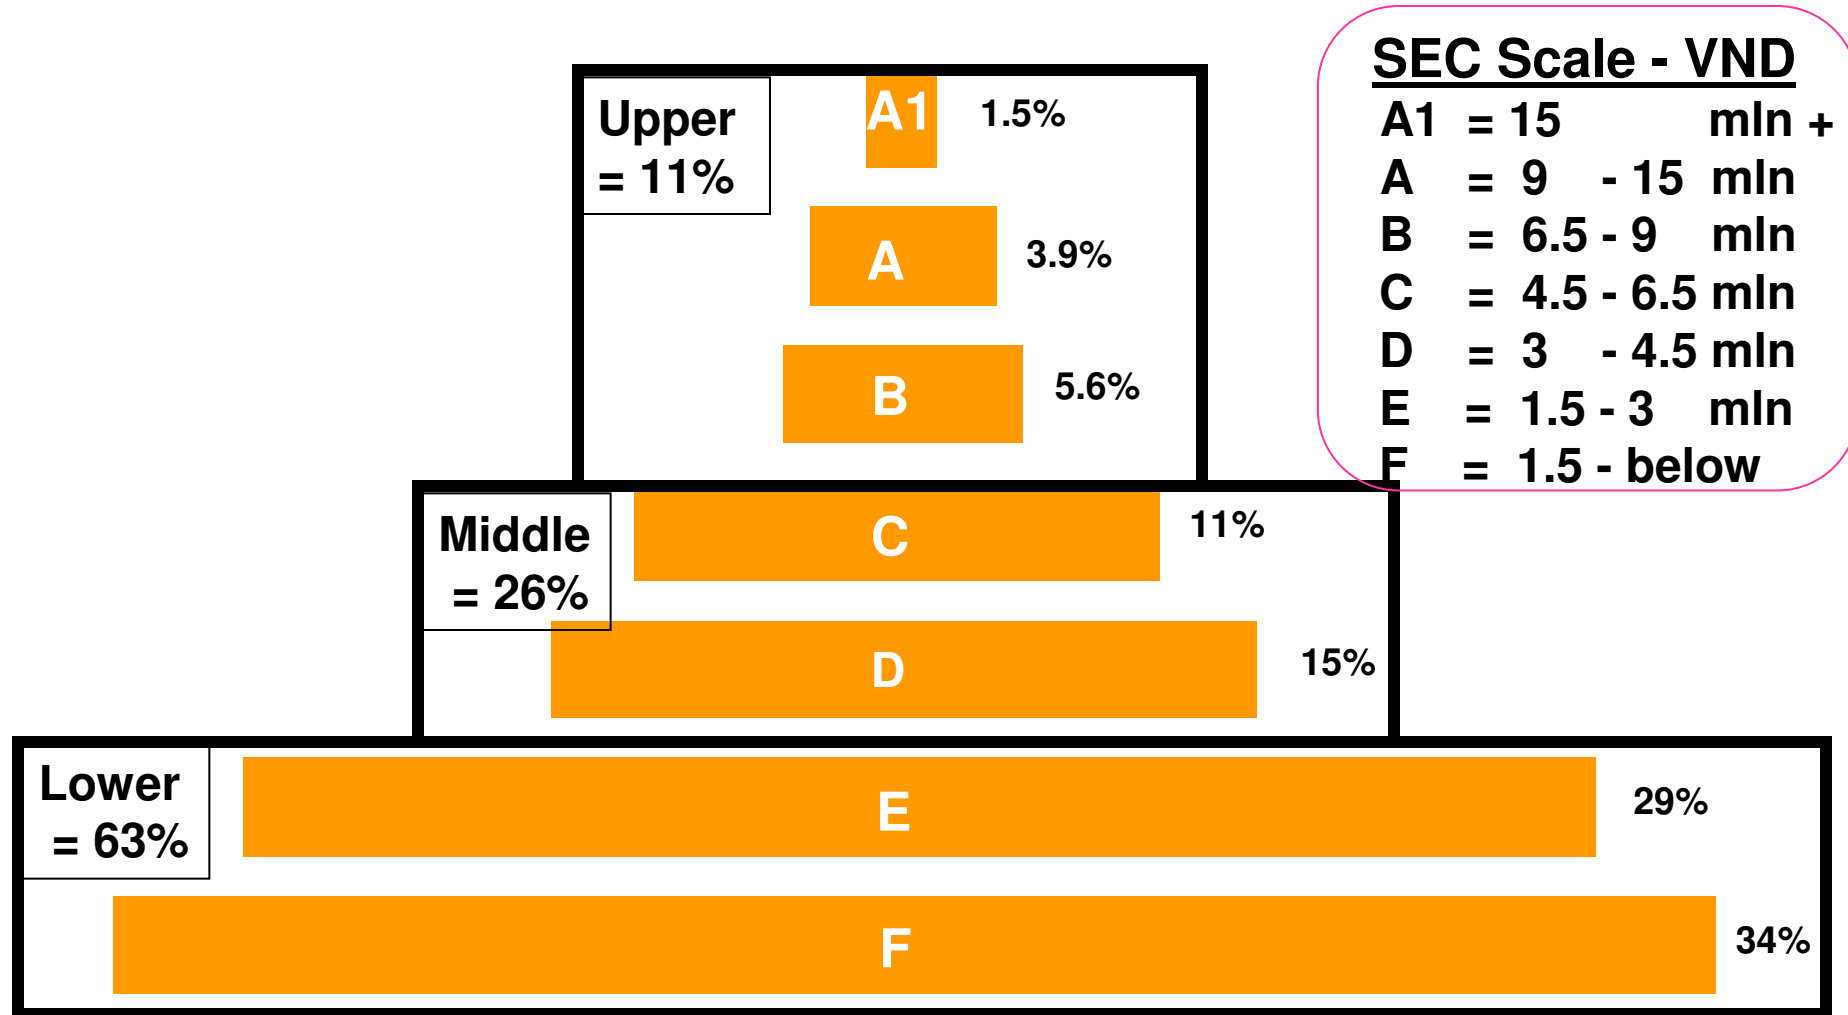 SEC Scale - VND
A1 = 15 mln +
A = 9 - 15 mln
B = 6.5 - 9 mln
C = 4.5 - 6.5 mln
D = 3 - 4.5 mln
E = 1.5 - 3 mln
F = 1.5 - below
Upper
= 11%
A1 1.5%
A 3.9%
B 5.6%
Middle
= 26%
C 11%
D 15%
Lower
= 63%
E 29%
F 34%